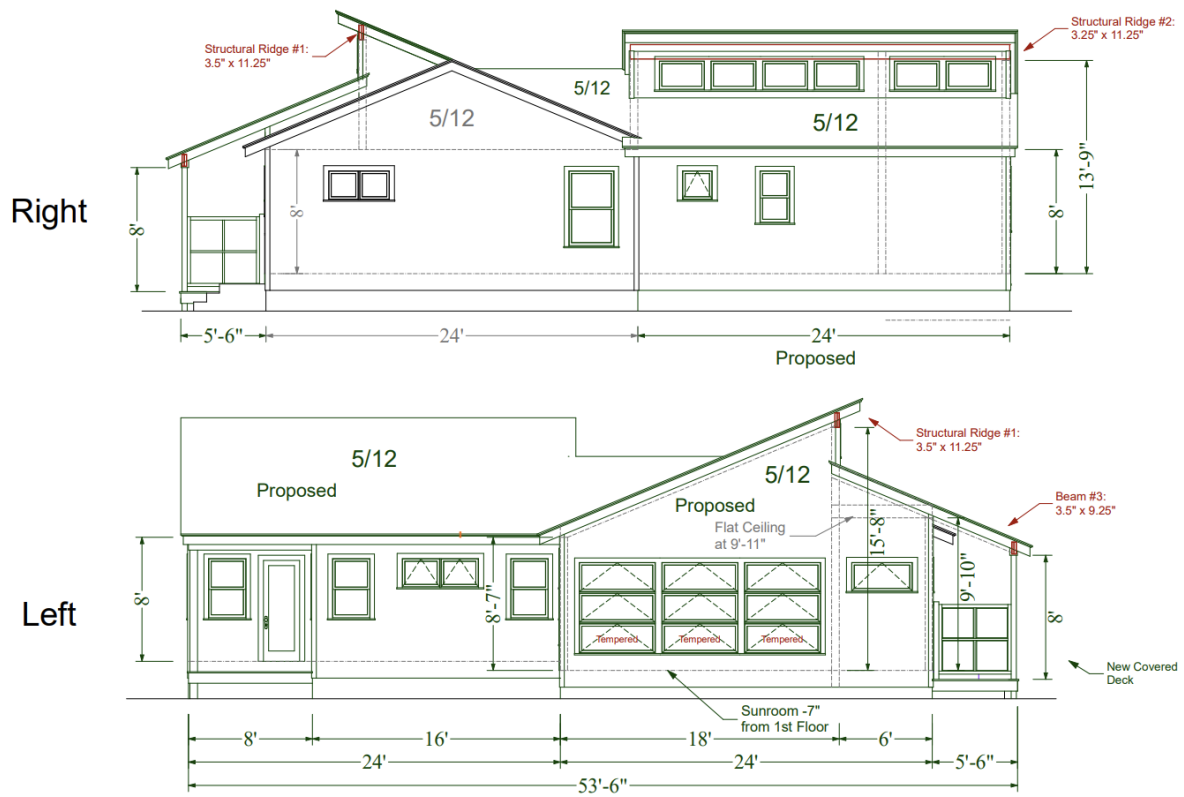 Structural Ridge #1:
3.5" x 11.25"
Structural Ridge #2:
3.25" x 11.25"
5/12
5/12
5/12
Right
8'
8'
8'
13'-9"
5'-6"
24'
24'
Proposed
Structural Ridge #1:
3.5" x 11.25"
5/12
Proposed
5/12
Proposed
Beam #3:
3.5" x 9.25"
Flat Ceiling
at 9'-11"
15'-8"
Left
8'
8'-7"
9'-10"
8'
Tempered
Tempered
Tempered
New Covered
Deck
Sunroom -7"
from 1st Floor
8'
16'
18'
6'
24'
24'
5'-6"
53'-6"